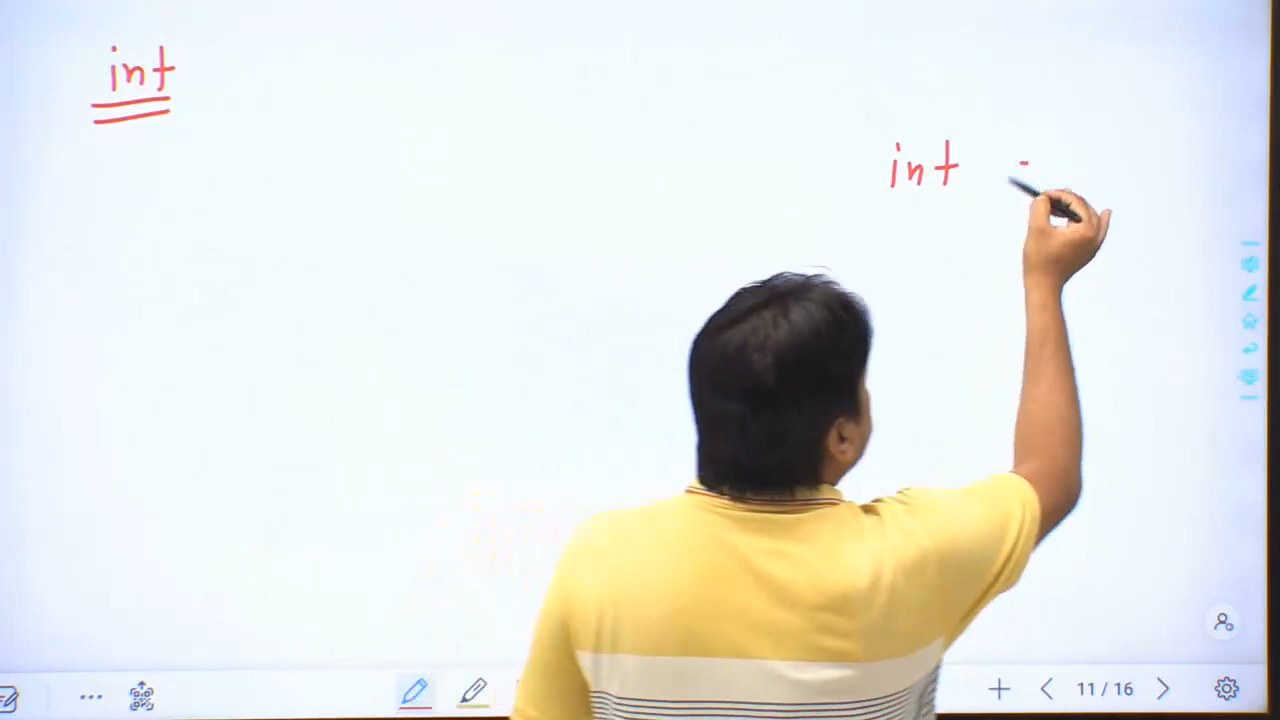 int
int -
11 / 16